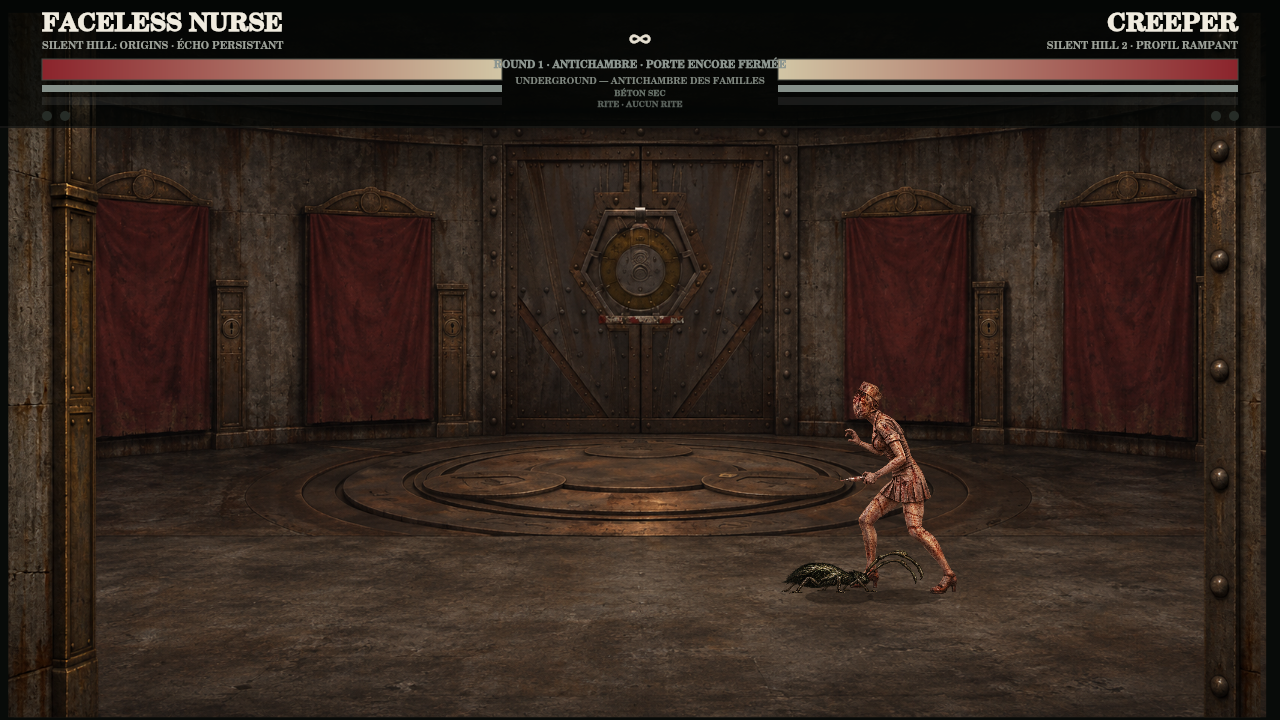 FACELESS NURSE
SILENT HILL: ORIGINS · ÉCHO PERSISTANT
∞
CREEPER
SILENT HILL 2 · PROFIL RAMPANT
ROUND 1 · ANTICHAMBRE · PORTE ENCORE FERMÉE
UNDERGROUND — ANTICHAMBRE DES FAMILLES
BÉTON SEC
RITE · AUCUN RITE